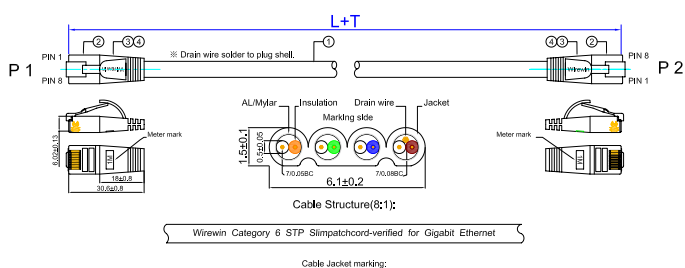 L+T
② ③ ④ ① ④ ③ ②
※ Drain wire solder to plug shell.
PIN 1 PIN 8
P 1 Wirewin Wirewin P 2
PIN 8 PIN 1
AL/Mylar Insulation Drain wire Jacket
Marking side
Meter mark Meter mark
6.02±0.13
1M 1M
18±0.8
30.6±0.8
1.5±0.1
0.5±0.05
7/0.05BC 7/0.08BC
6.1±0.2
Cable Structure(8:1):
Wirewin Category 6 STP Slimpatchcord-verified for Gigabit Ethernet
Cable Jacket marking: